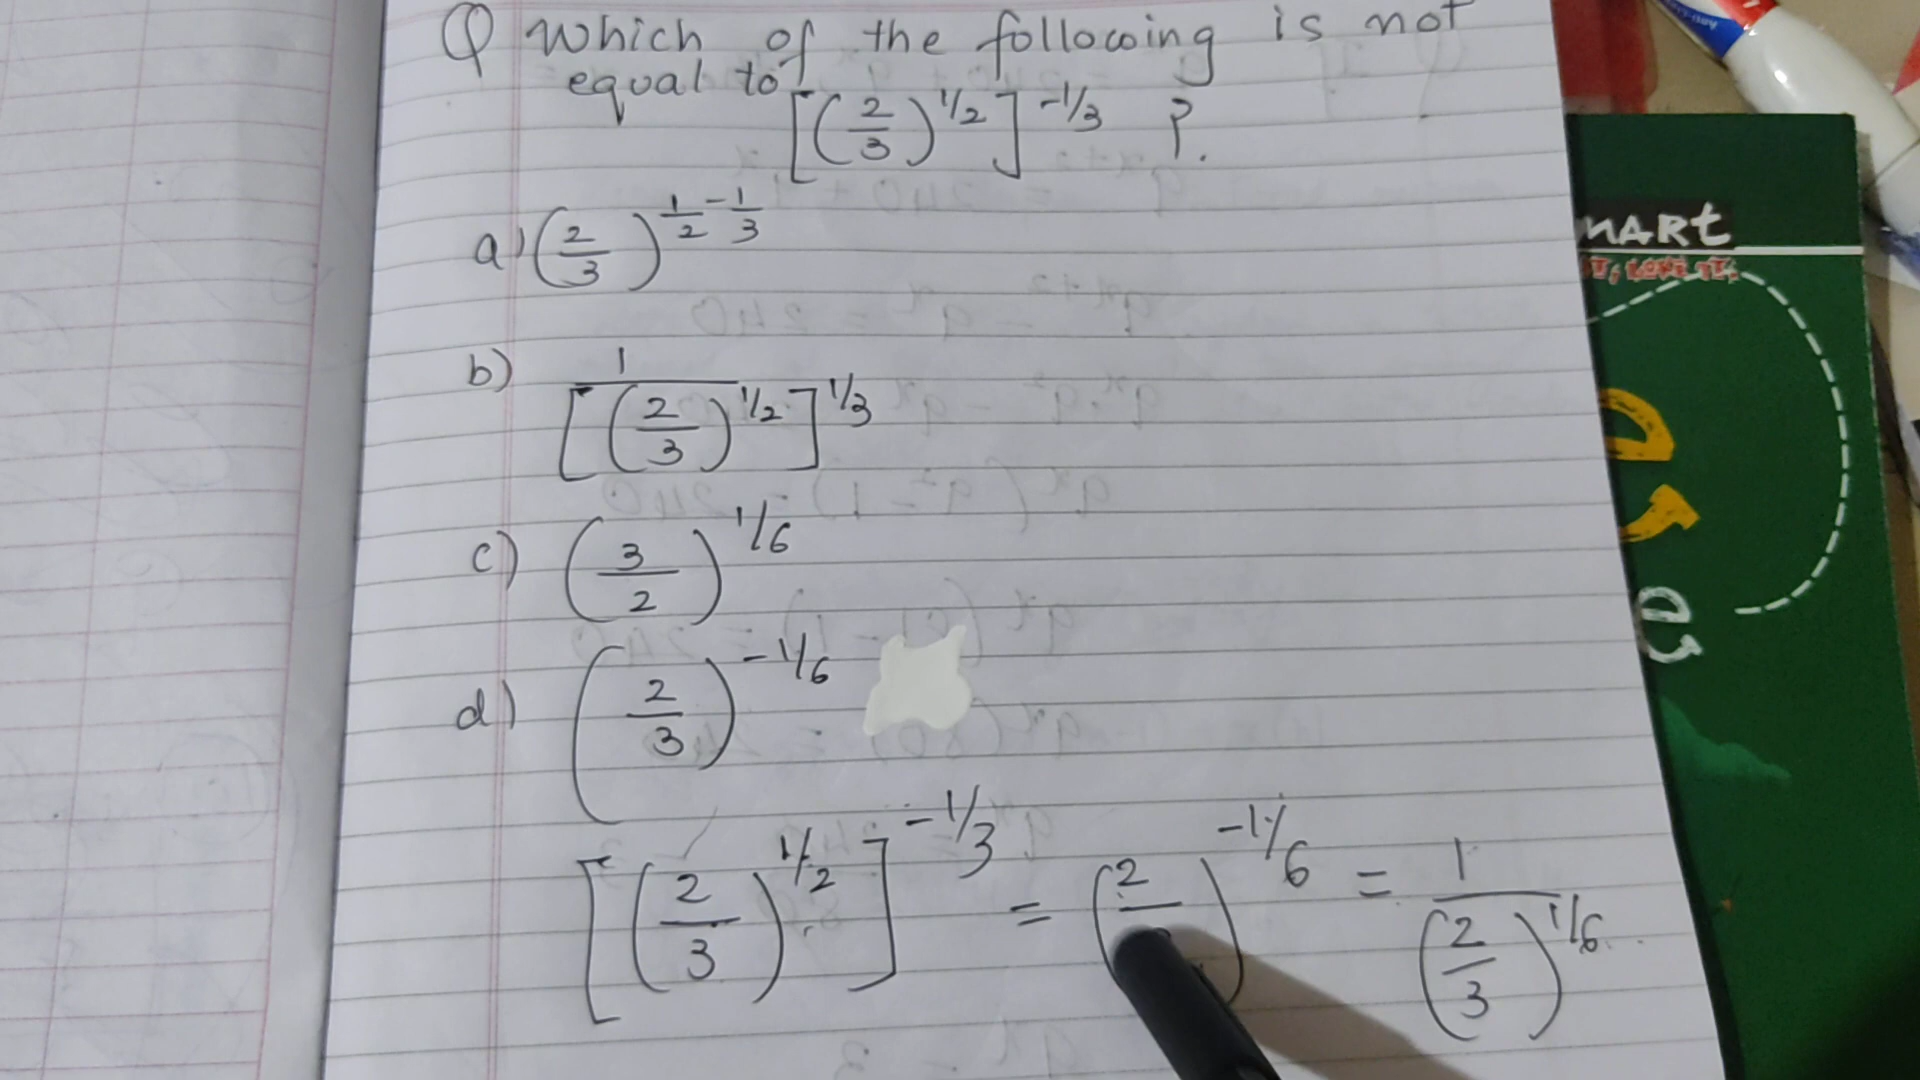 Q Which of the following is not
equal to
[(2/3)^1/2]^-1/3 ?.
a) (2/3)^1/2 - 1/3
b) 1/[(2/3)^1/2]^1/3
c) (3/2)^1/6
d) (2/3)^-1/6
[(2/3)^1/2]^-1/3 = (2/ )^-1/6 = 1/(2/3)^1/6
MART